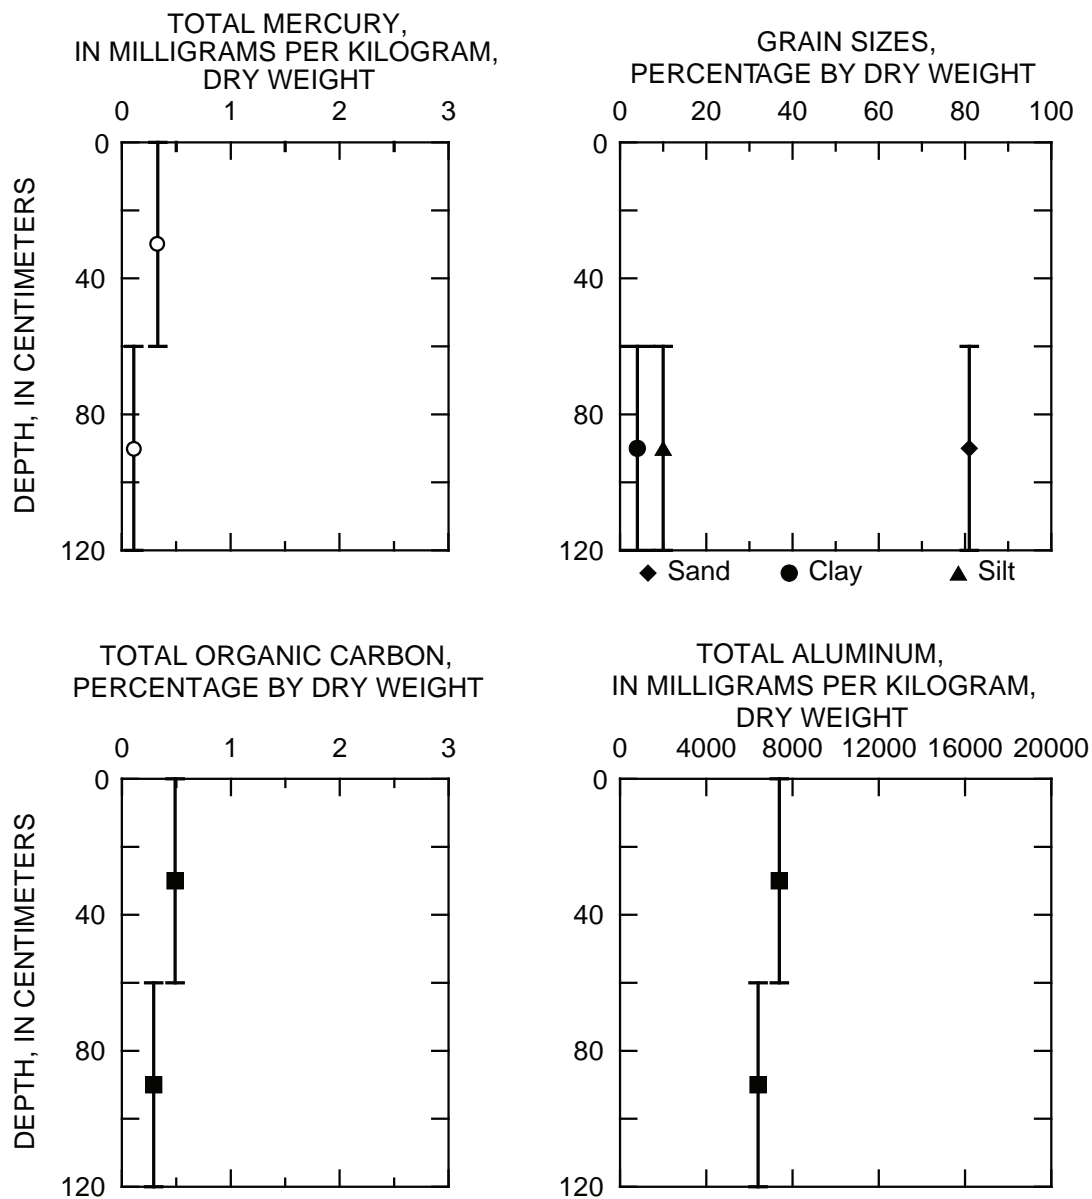 TOTAL MERCURY,
IN MILLIGRAMS PER KILOGRAM,
DRY WEIGHT
0 1 2 3
DEPTH, IN CENTIMETERS
0
40
80
120
GRAIN SIZES,
PERCENTAGE BY DRY WEIGHT
0 20 40 60 80 100
0
40
80
120
Sand Clay Silt
TOTAL ORGANIC CARBON,
PERCENTAGE BY DRY WEIGHT
0 1 2 3
DEPTH, IN CENTIMETERS
0
40
80
120
TOTAL ALUMINUM,
IN MILLIGRAMS PER KILOGRAM,
DRY WEIGHT
0 4000 8000 12000 16000 20000
0
40
80
120